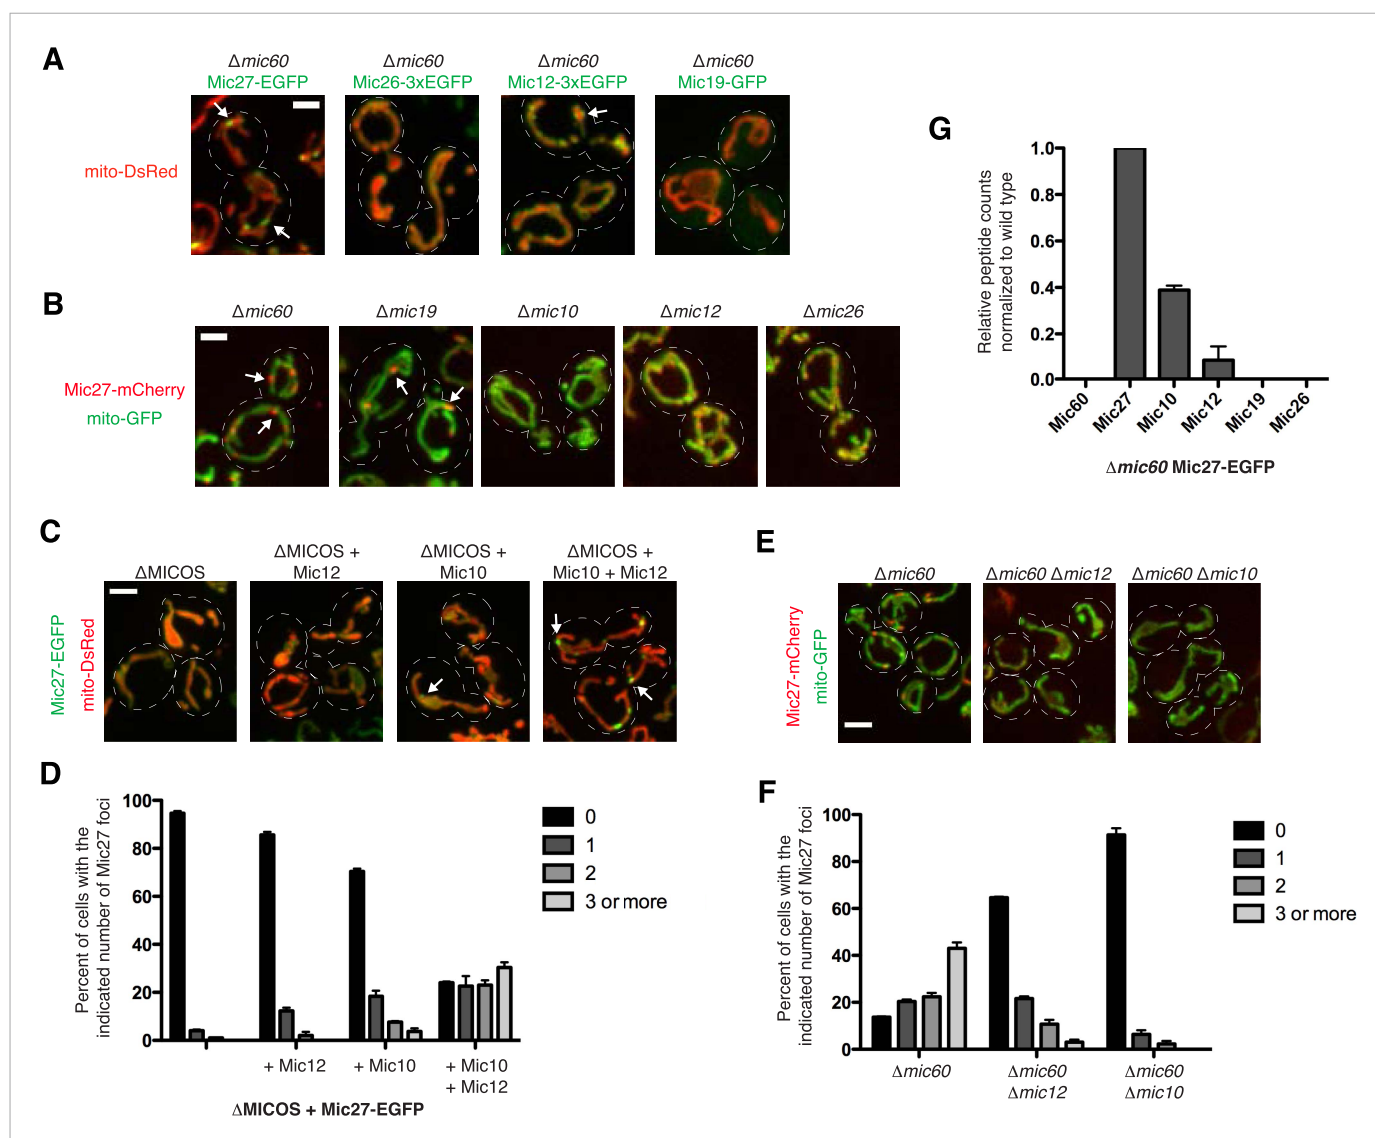 A
Δmic60
Mic27-EGFP
Δmic60
Mic26-3xEGFP
Δmic60
Mic12-3xEGFP
Δmic60
Mic19-GFP
mito-DsRed
B
Δmic60
Δmic19
Δmic10
Δmic12
Δmic26
Mic27-mCherry
mito-GFP
G
Relative peptide counts
normalized to wild type
1.0
0.8
0.6
0.4
0.2
0.0
Mic60
Mic27
Mic10
Mic12
Mic19
Mic26
Δmic60 Mic27-EGFP
C
ΔMICOS
ΔMICOS +
Mic12
ΔMICOS +
Mic10
ΔMICOS +
Mic10 + Mic12
Mic27-EGFP
mito-DsRed
E
Δmic60
Δmic60 Δmic12
Δmic60 Δmic10
Mic27-mCherry
mito-GFP
D
Percent of cells with the
indicated number of Mic27 foci
100
80
60
40
20
0
+ Mic12
+ Mic10
+ Mic10
+ Mic12
ΔMICOS + Mic27-EGFP
0
1
2
3 or more
F
Percent of cells with the
indicated number of Mic27 foci
100
80
60
40
20
0
Δmic60
Δmic60
Δmic12
Δmic60
Δmic10
0
1
2
3 or more